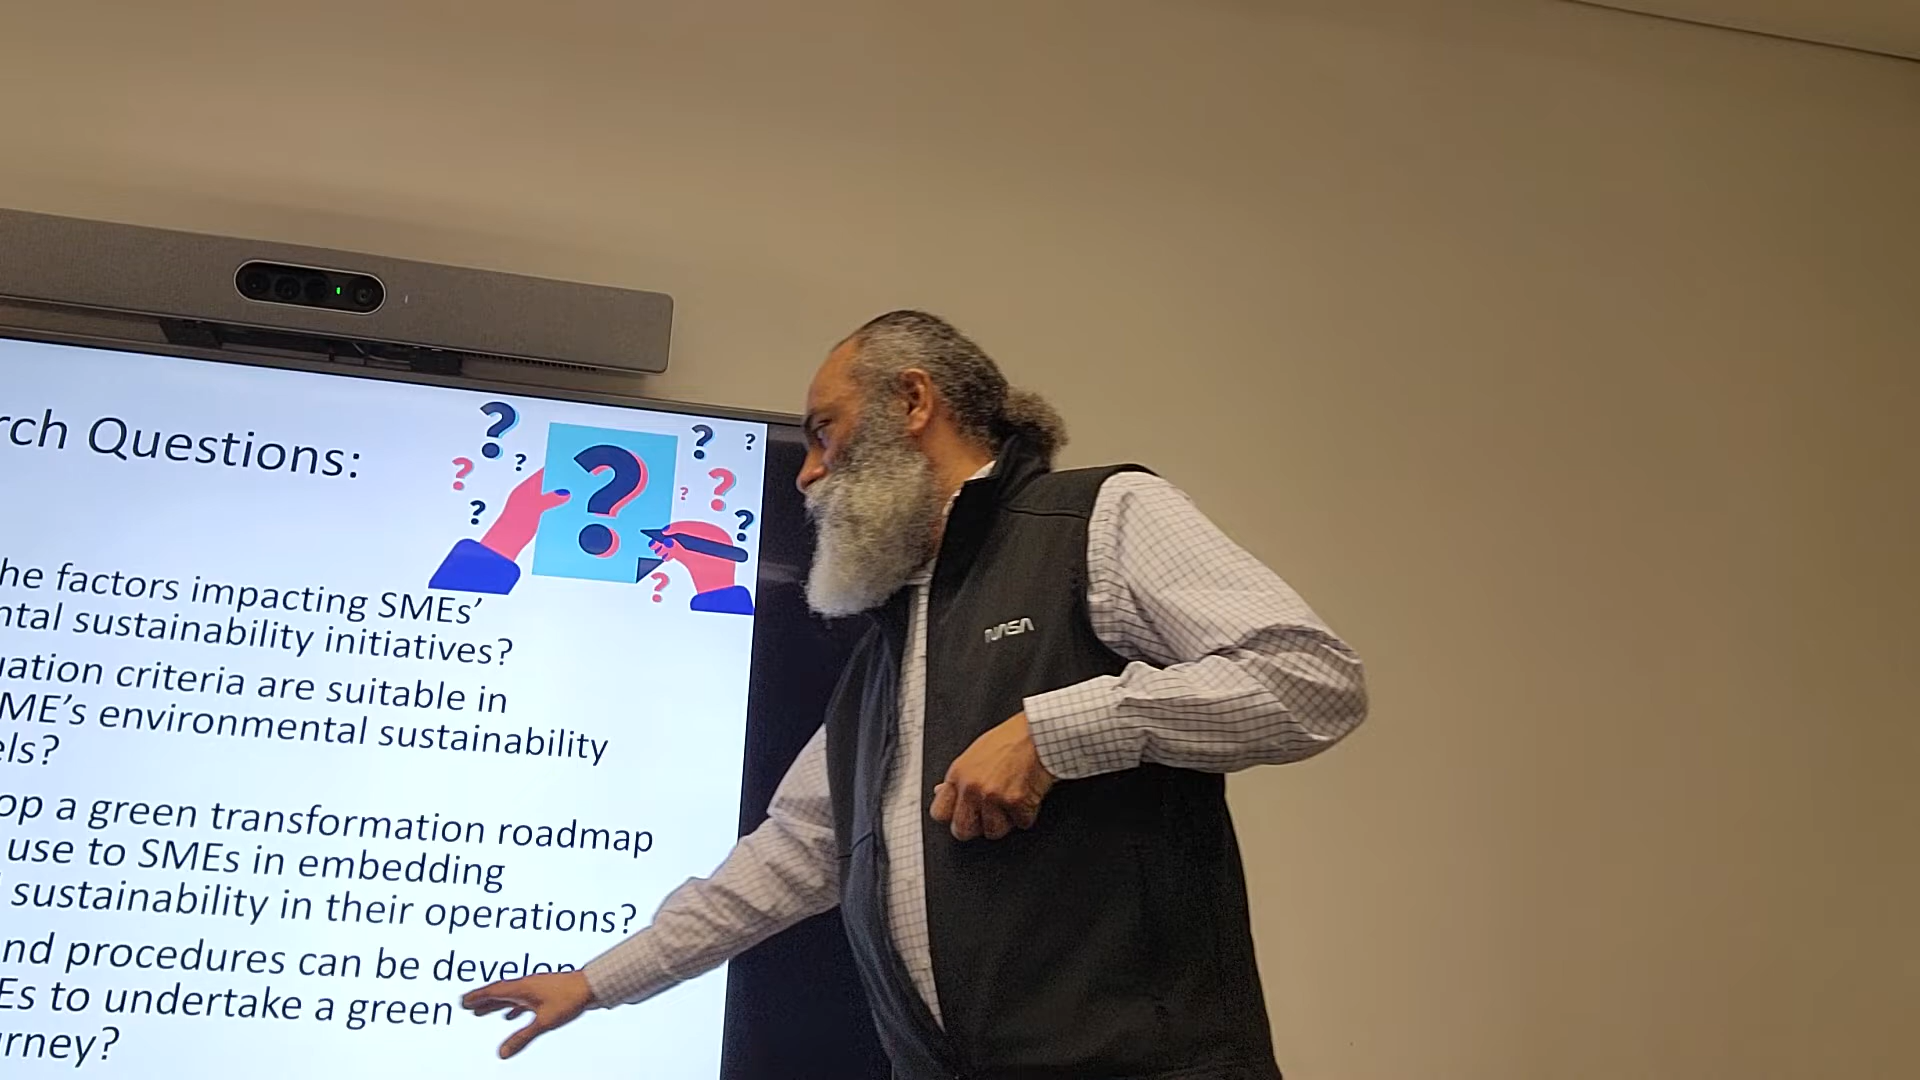 rch Questions:
he factors impacting SMEs'
ntal sustainability initiatives?
uation criteria are suitable in
ME's environmental sustainability
els?
op a green transformation roadmap
use to SMEs in embedding
sustainability in their operations?
nd procedures can be develop
Es to undertake a green
rney?
NASA